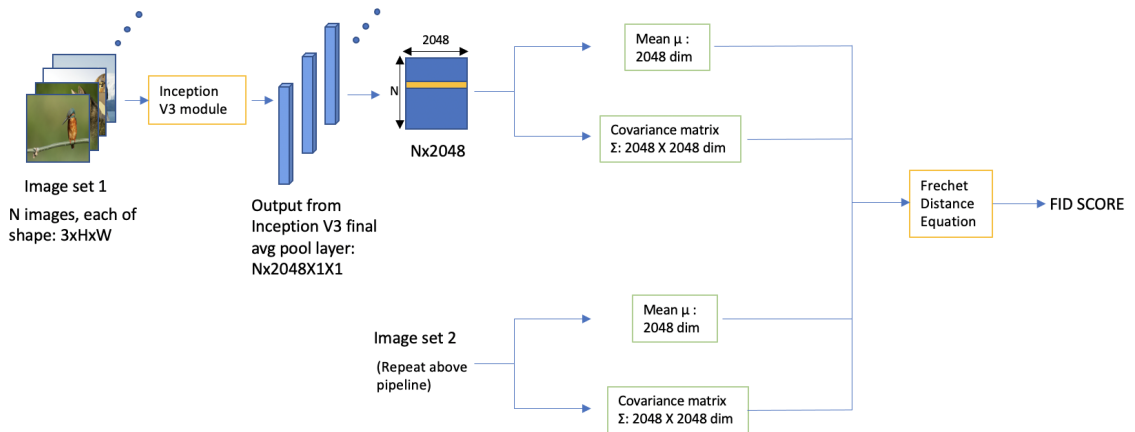 Image set 1
N images, each of
shape: 3xHxW
Inception
V3 module
Output from
Inception V3 final
avg pool layer:
Nx2048X1X1
2048
N
Nx2048
Mean µ :
2048 dim
Covariance matrix
Σ: 2048 X 2048 dim
Image set 2
(Repeat above
pipeline)
Mean µ :
2048 dim
Covariance matrix
Σ: 2048 X 2048 dim
Frechet
Distance
Equation
FID SCORE